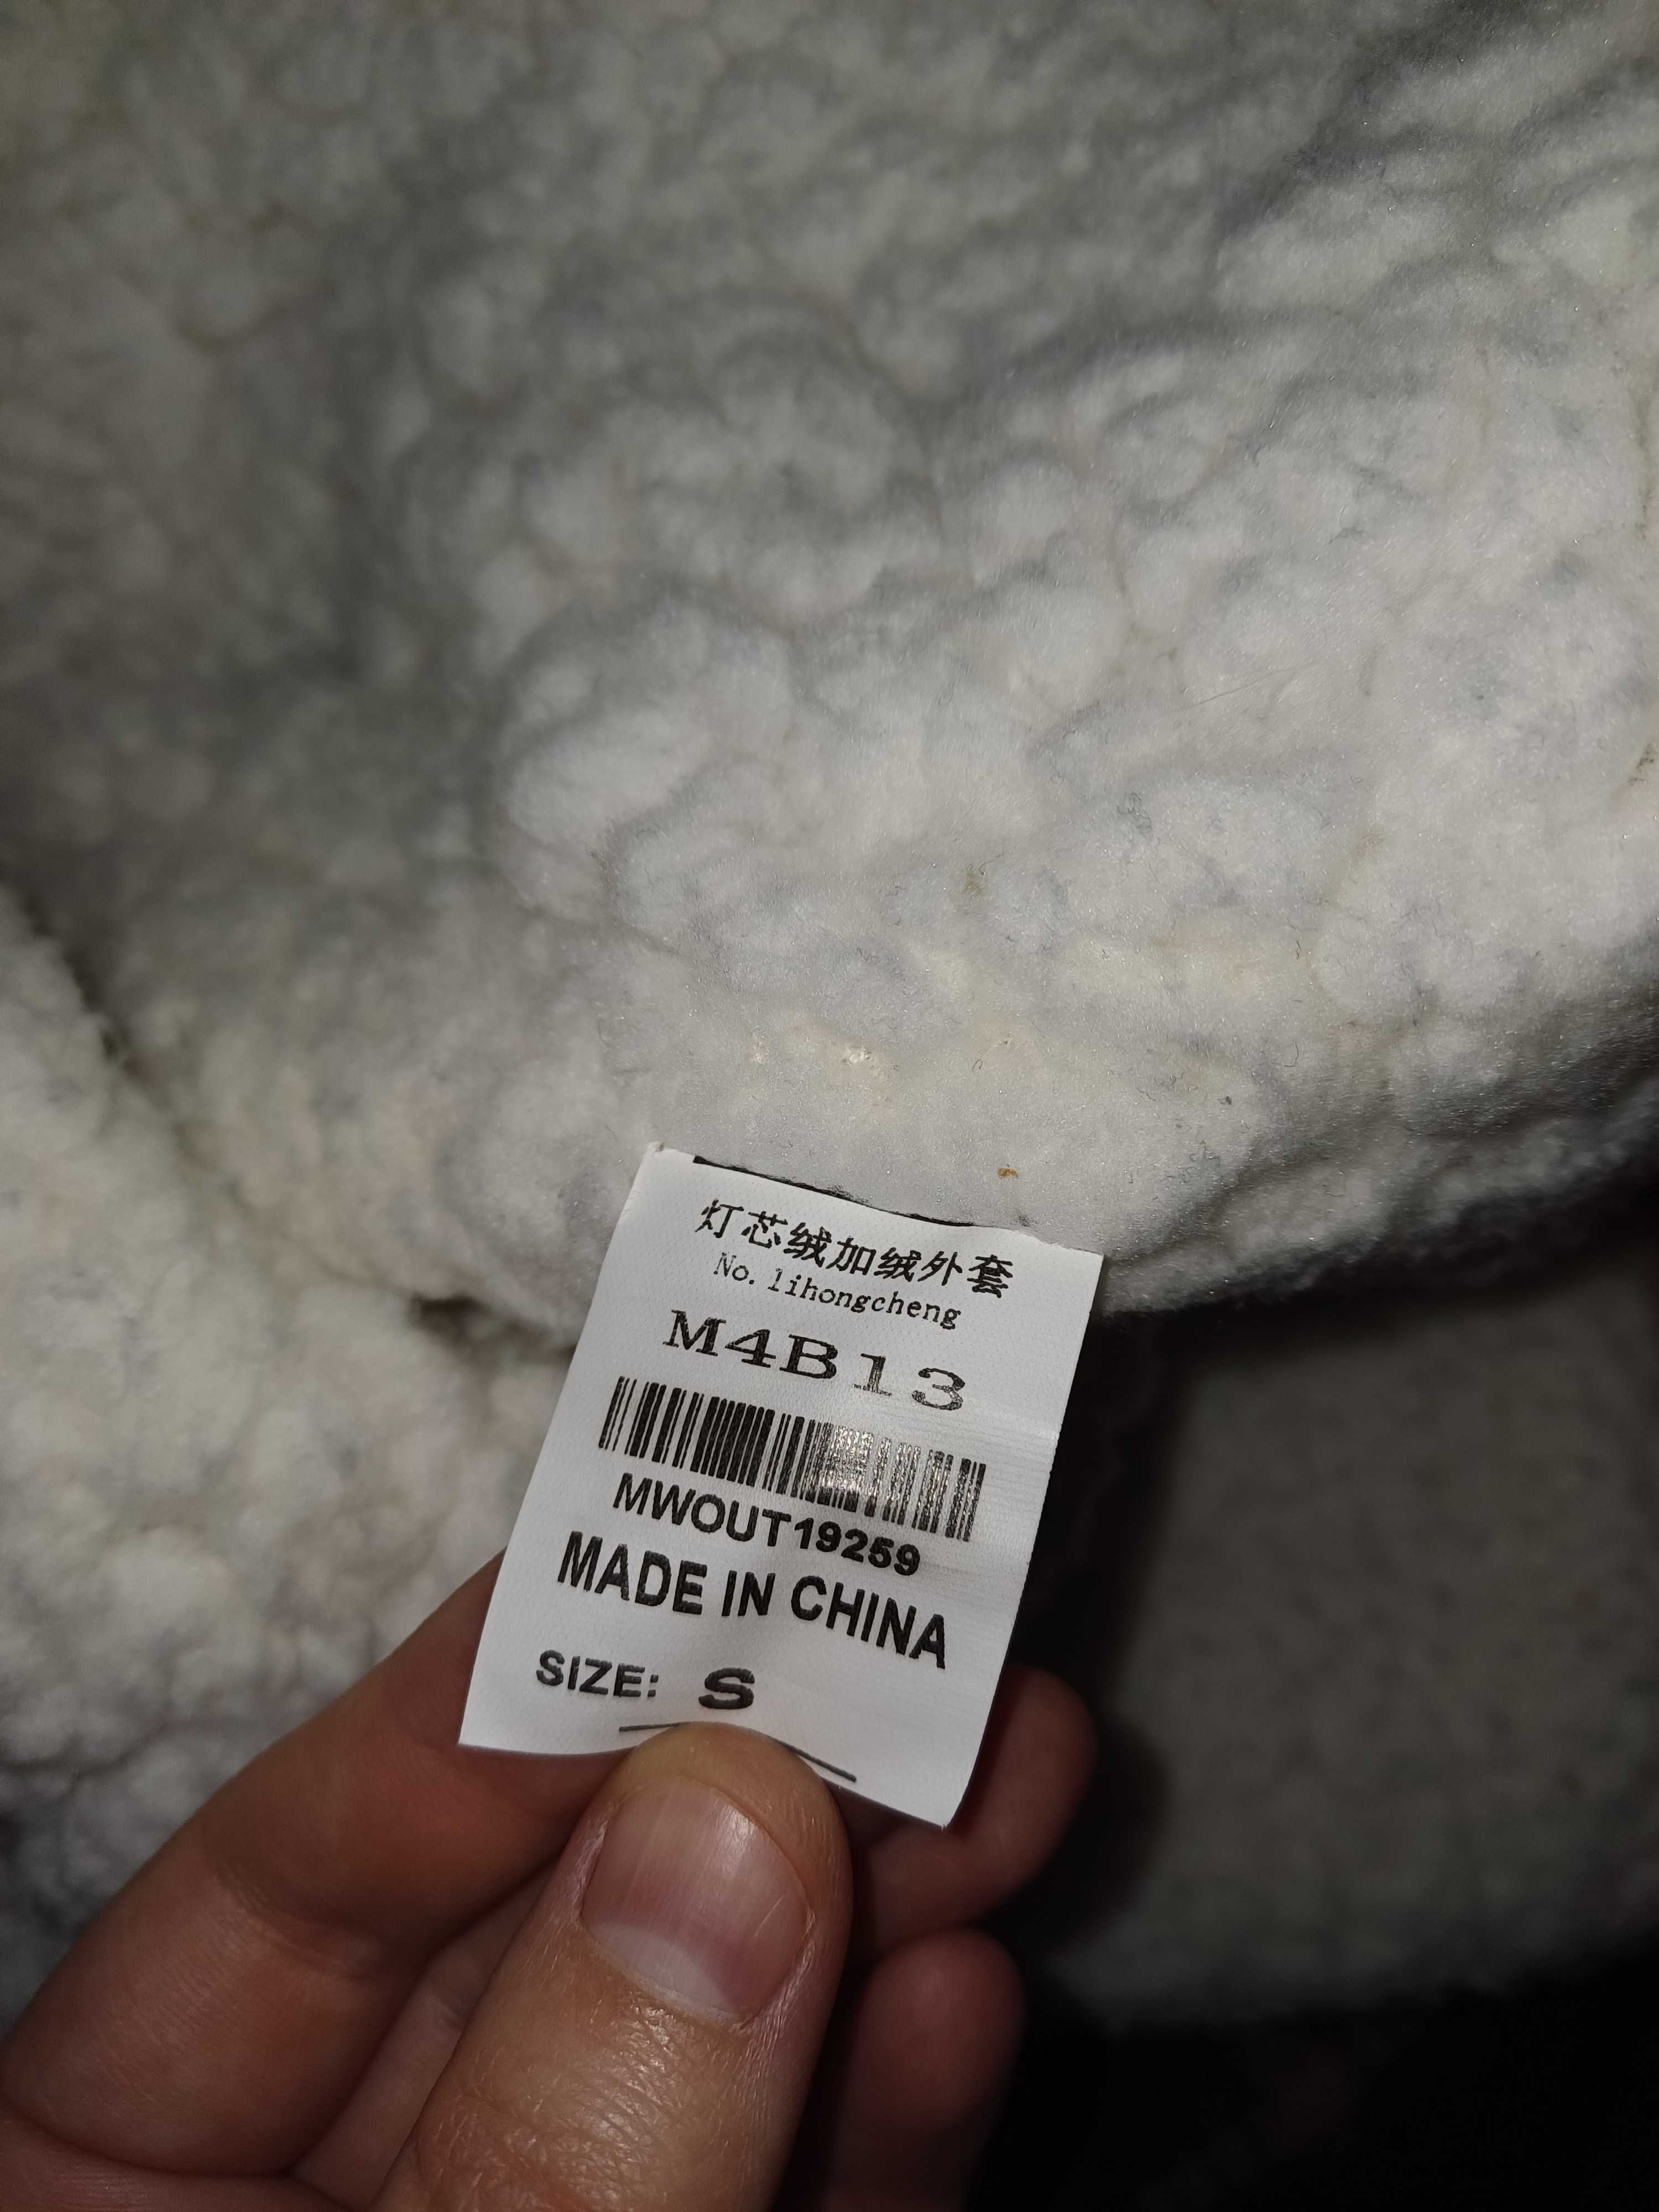 灯芯绒加绒外套
No. lihongcheng
M4B13
MWOUT19259
MADE IN CHINA
SIZE: S